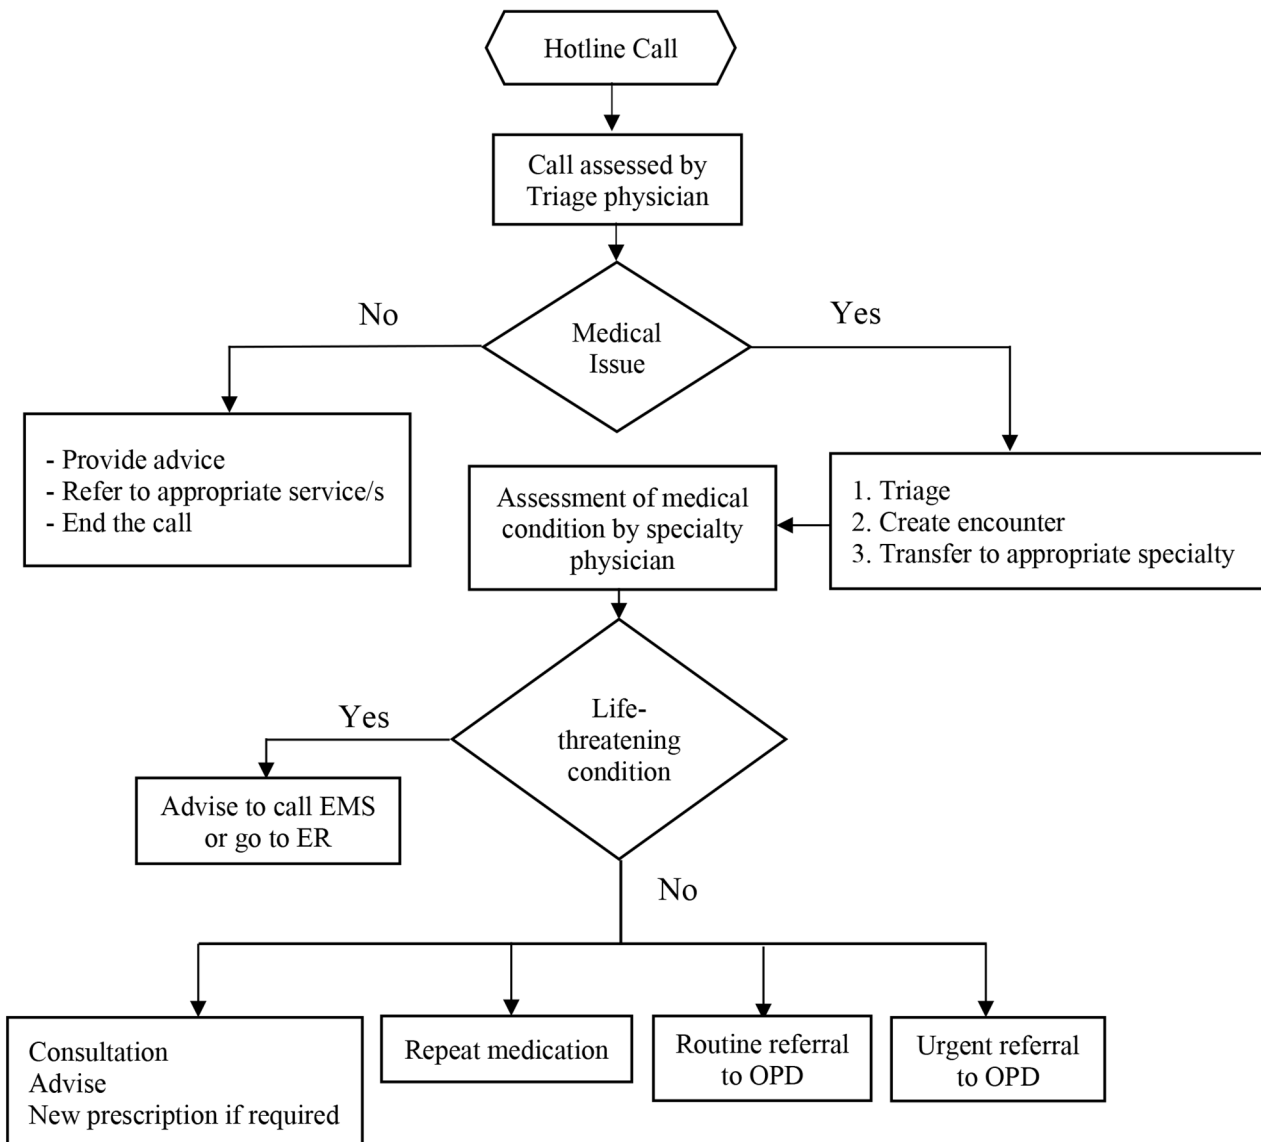 Hotline Call
Call assessed by
Triage physician
No
Yes
Medical
Issue
- Provide advice
- Refer to appropriate service/s
- End the call
Assessment of medical
condition by specialty
physician
1. Triage
2. Create encounter
3. Transfer to appropriate specialty
Yes
Life-
threatening
condition
Advise to call EMS
or go to ER
No
Consultation
Advise
New prescription if required
Repeat medication
Routine referral
to OPD
Urgent referral
to OPD